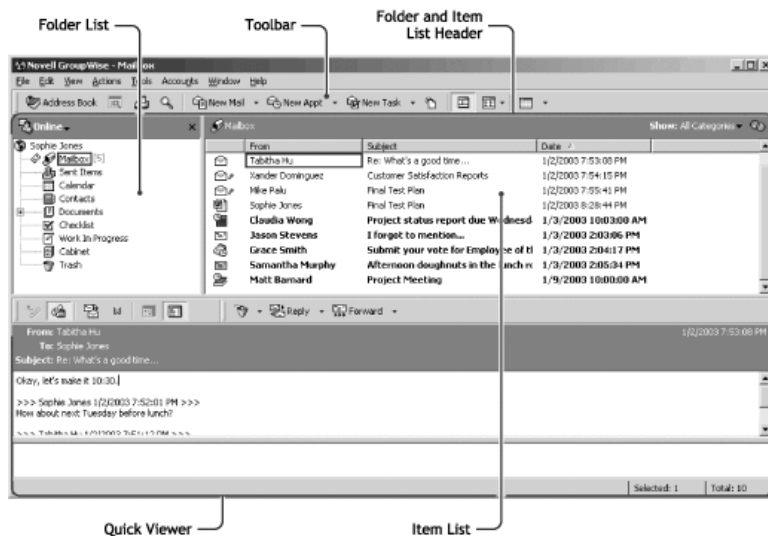 Folder List
Toolbar
Folder and Item
List Header
Novell GroupWise - Mailbox
File Edit View Actions Tools Accounts Window Help
Address Book New Mail New Appt New Task
Online
Mailbox
Show: All Categories
Sophie Jones
Mailbox [5]
Sent Items
Calendar
Contacts
Documents
Checklist
Work In Progress
Cabinet
Trash
From Subject Date
Tabitha Hu Re: What's a good time... 1/2/2003 7:53:08 PM
Xander Dominguez Customer Satisfaction Reports 1/2/2003 7:54:15 PM
Mike Palu Final Test Plan 1/2/2003 7:55:41 PM
Sophie Jones Final Test Plan 1/2/2003 8:28:44 PM
Claudia Wong Project status report due Wednesd 1/3/2003 10:03:00 AM
Jason Stevens I forgot to mention... 1/3/2003 2:03:06 PM
Grace Smith Submit your vote for Employee of tl 1/3/2003 2:04:17 PM
Samantha Murphy Afternoon doughnuts in the lunch rc 1/3/2003 2:05:34 PM
Matt Barnard Project Meeting 1/9/2003 10:00:00 AM
Reply Forward
From: Tabitha Hu 1/2/2003 7:53:08 PM
To: Sophie Jones
Subject: Re: What's a good time...
Okay, let's make it 10:30.
>>> Sophie Jones 1/2/2003 7:52:01 PM >>>
How about next Tuesday before lunch?
Selected: 1 Total: 10
Quick Viewer
Item List